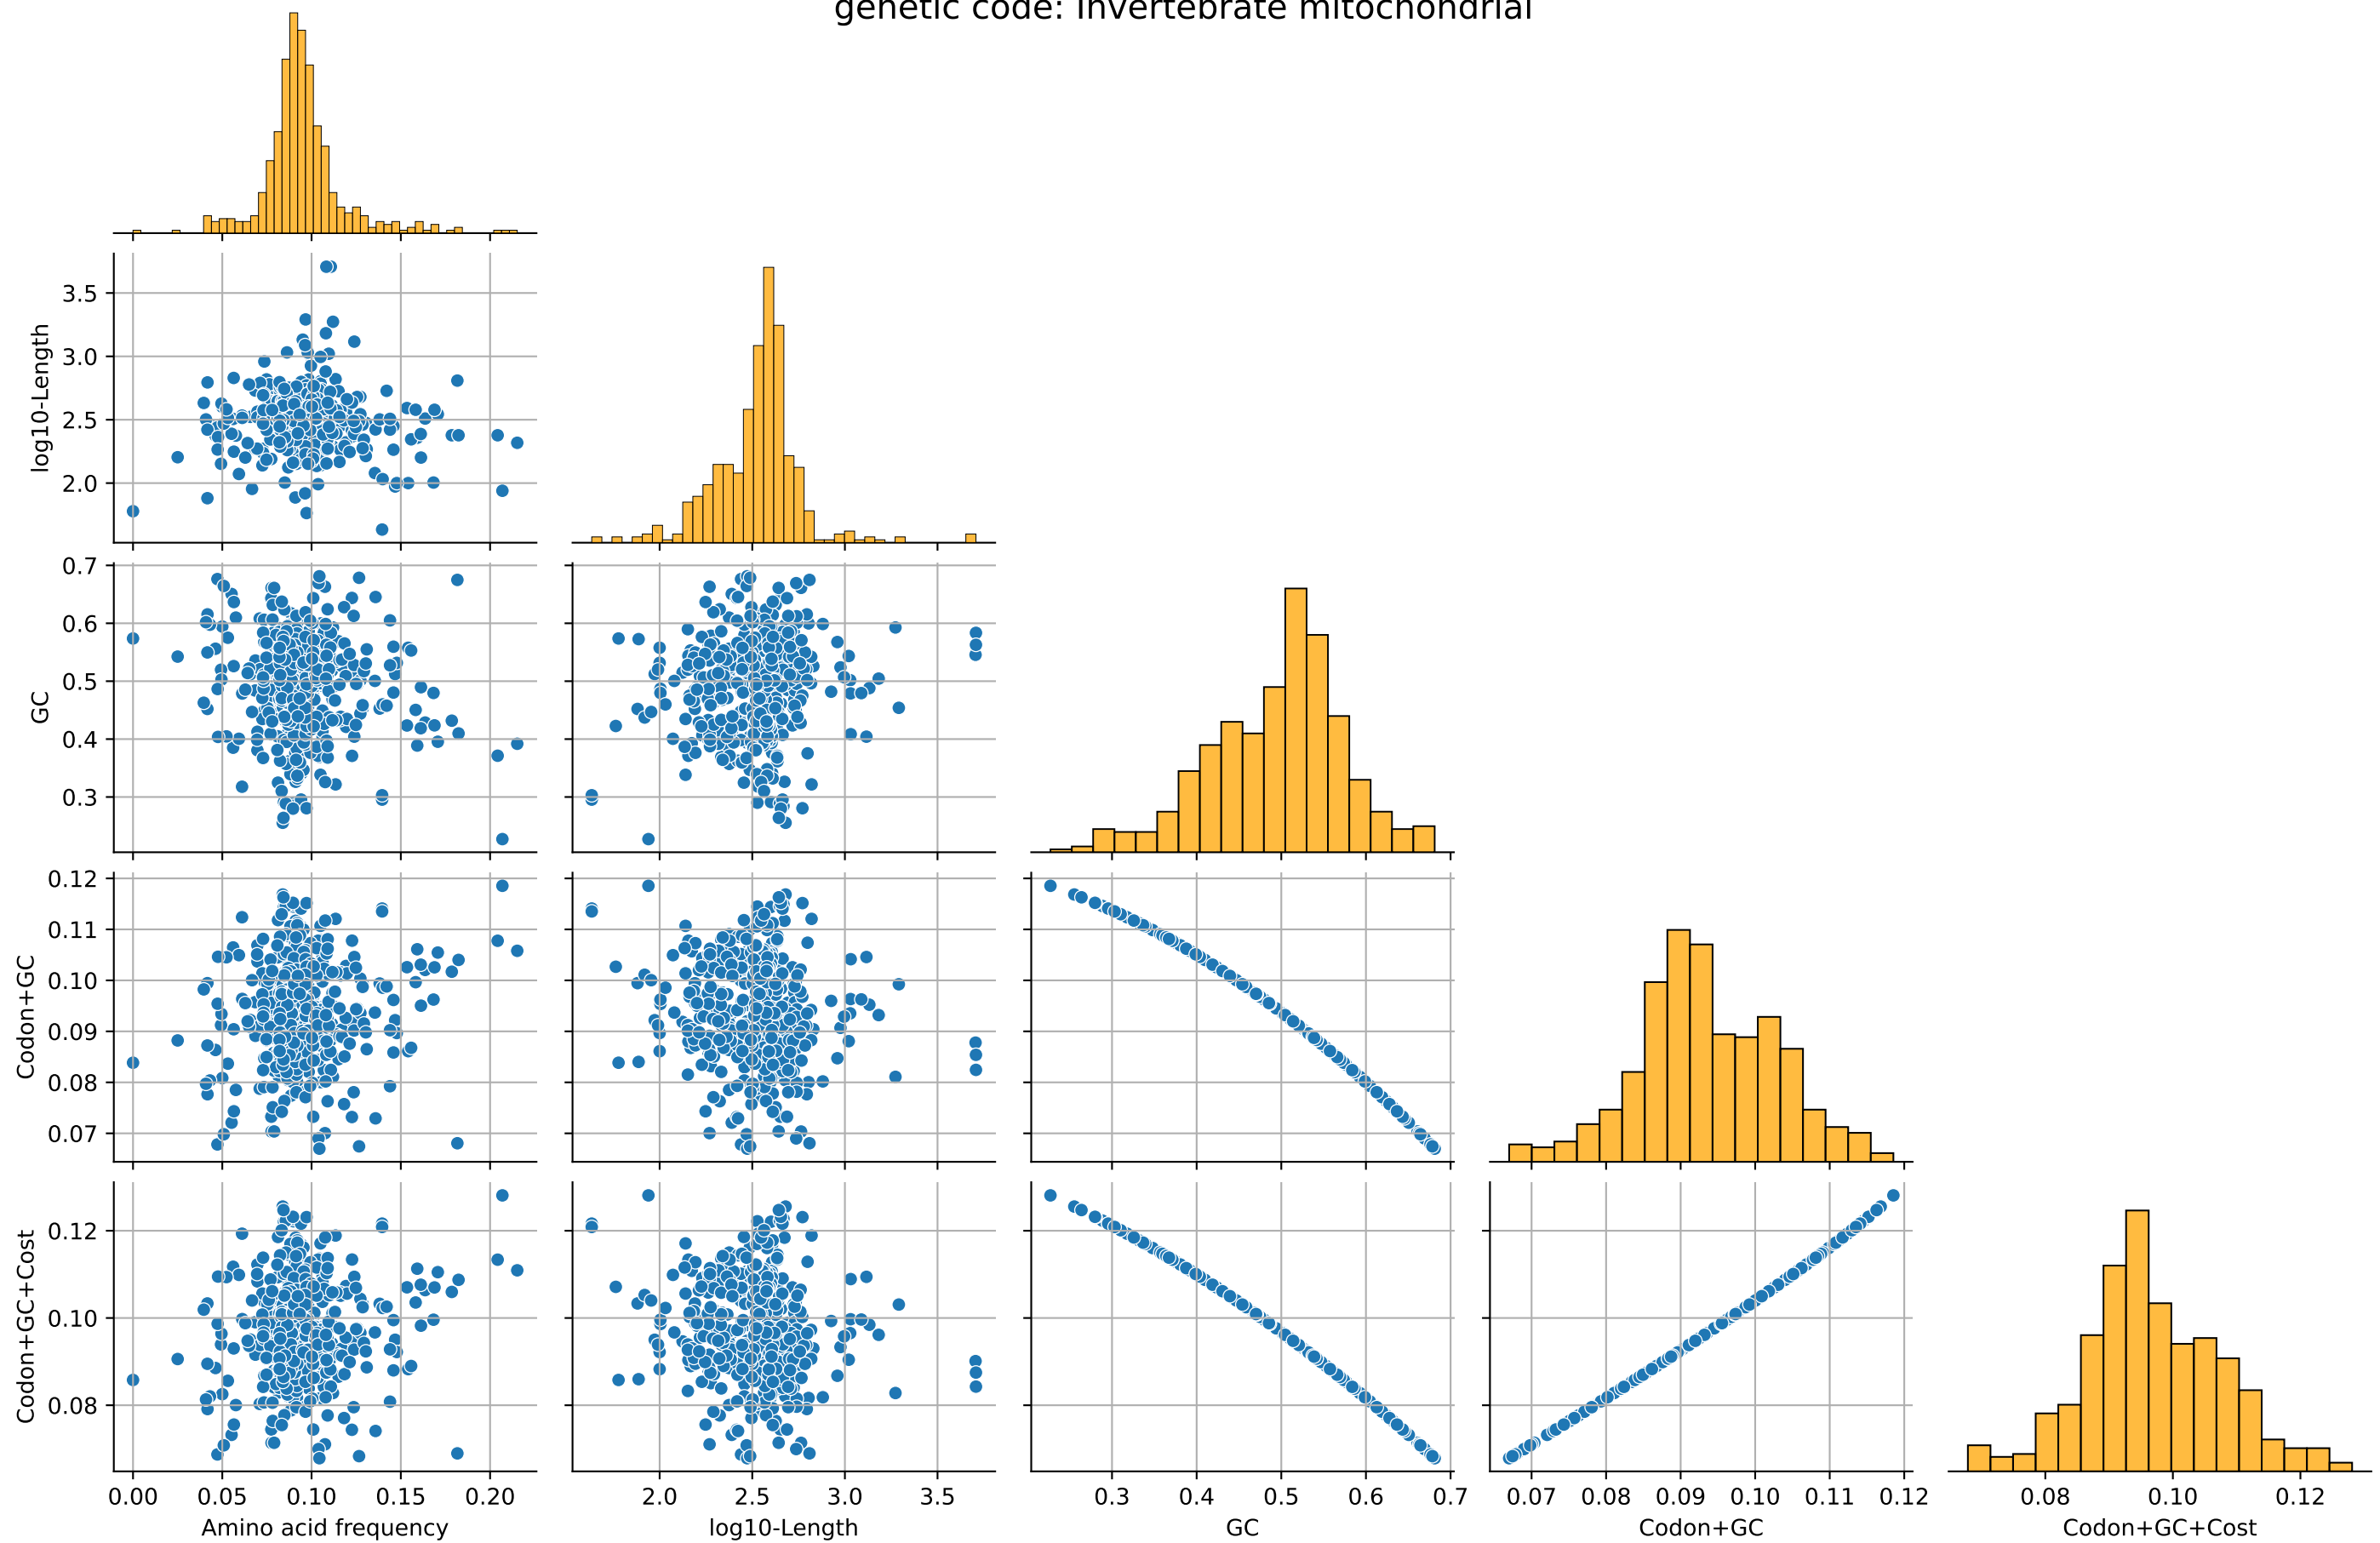 genetic code: Invertebrate mitochondrial
3.5
3.0
2.5
2.0
log10-Length
0.7
0.6
0.5
0.4
0.3
GC
0.12
0.11
0.10
0.09
0.08
0.07
Codon+GC
0.12
0.10
0.08
Codon+GC+Cost
0.00 0.05 0.10 0.15 0.20
2.0 2.5 3.0 3.5
0.3 0.4 0.5 0.6 0.7
0.07 0.08 0.09 0.10 0.11 0.12
0.08 0.10 0.12
Amino acid frequency
log10-Length
GC
Codon+GC
Codon+GC+Cost